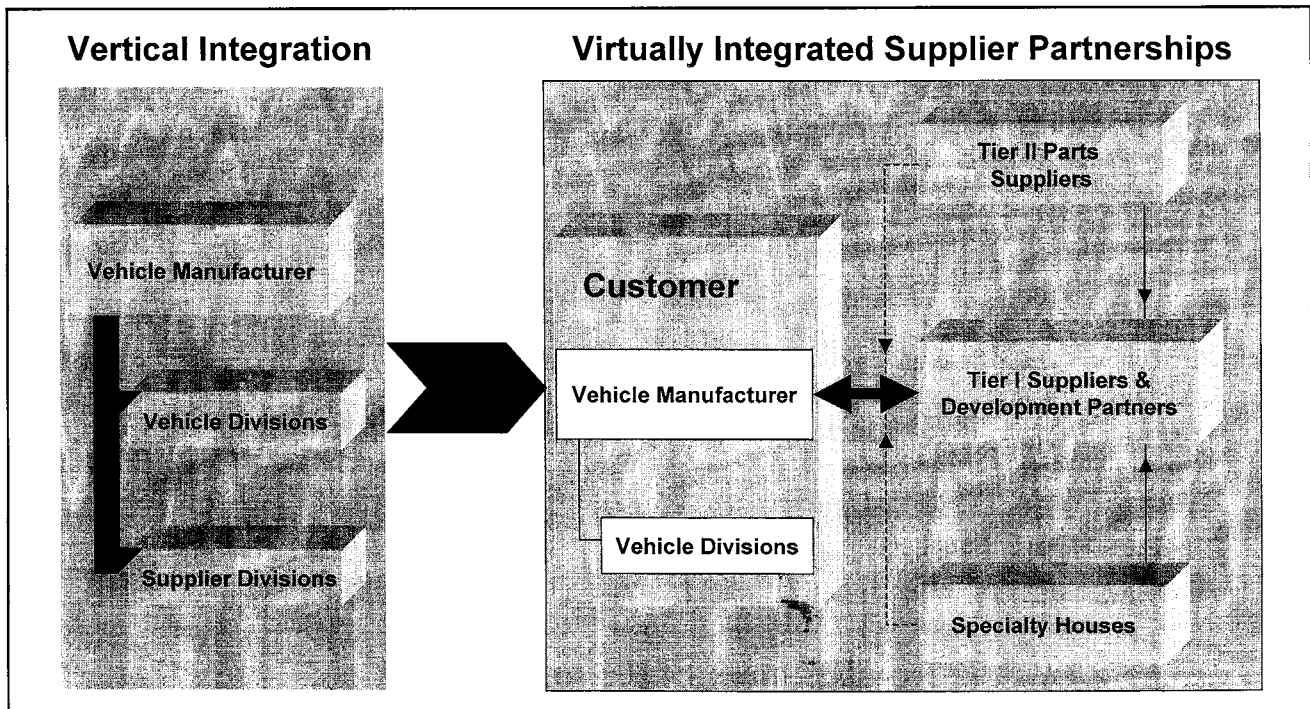 Vertical Integration
Vehicle Manufacturer
Vehicle Divisions
Supplier Divisions
Virtually Integrated Supplier Partnerships
Customer
Vehicle Manufacturer
Vehicle Divisions
Tier II Parts
Suppliers
Tier I Suppliers &
Development Partners
Specialty Houses